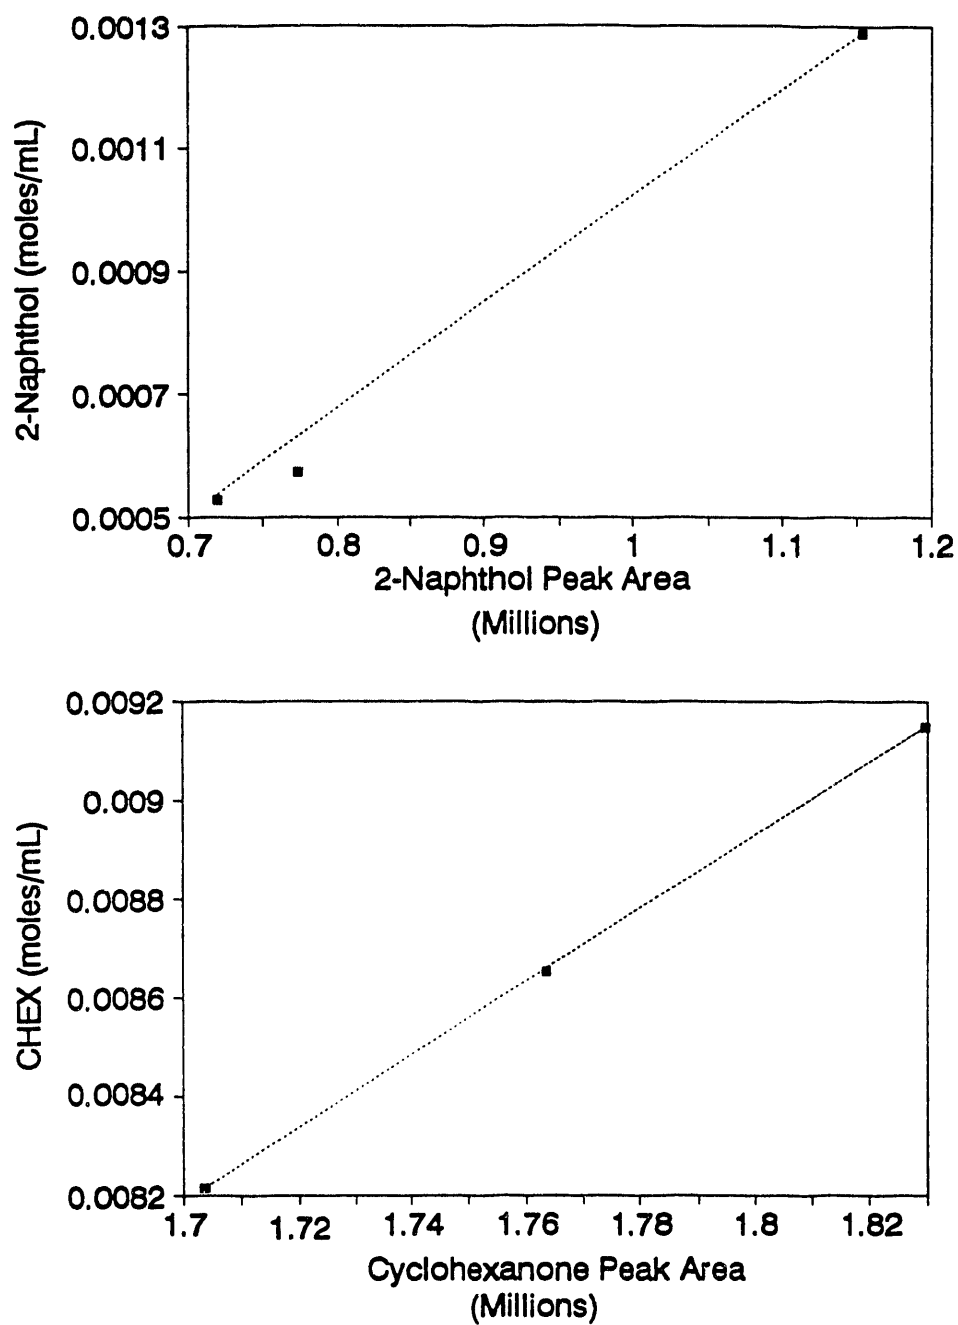 0.0013
0.0011
0.0009
0.0007
0.0005
2-Naphthol (moles/mL)
0.7 0.8 0.9 1 1.1 1.2
2-Naphthol Peak Area
(Millions)
0.0092
0.009
0.0088
0.0086
0.0084
0.0082
CHEX (moles/mL)
1.7 1.72 1.74 1.76 1.78 1.8 1.82
Cyclohexanone Peak Area
(Millions)